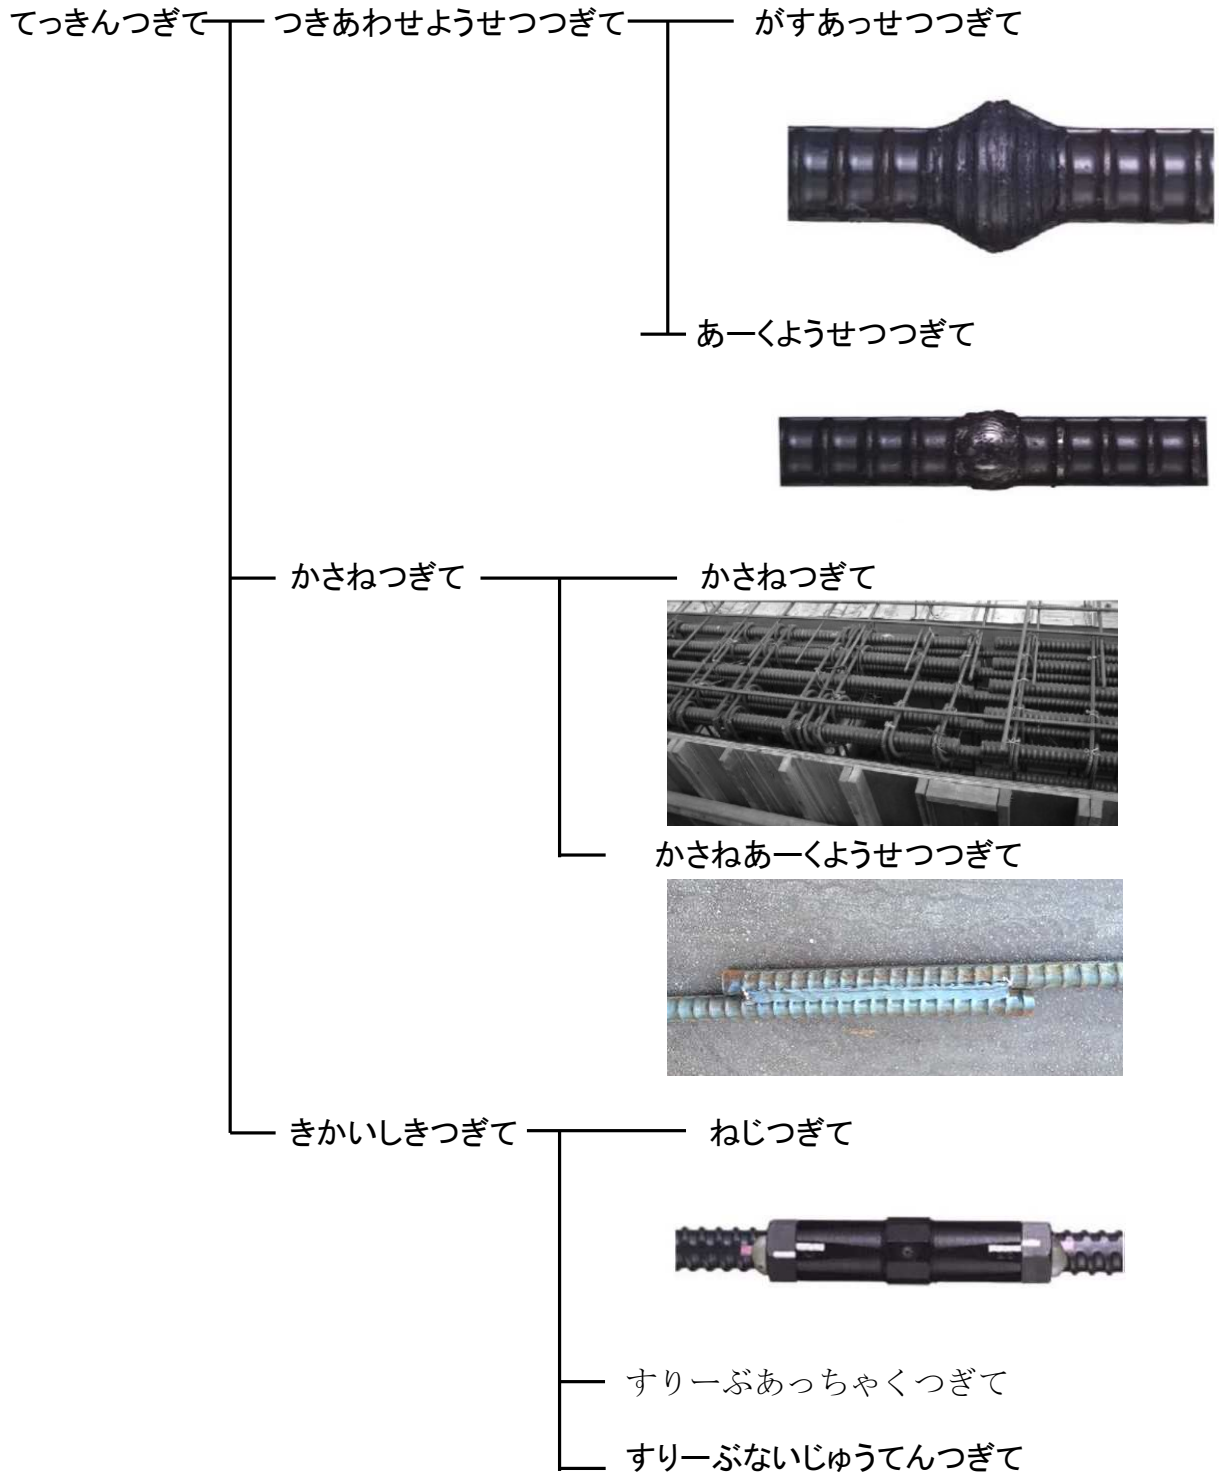 てっきんつぎて つきあわせようせつつぎて がすあっせつつぎて
あーくようせつつぎて
かさねつぎて かさねつぎて
かさねあーくようせつつぎて
きかいしきつぎて ねじつぎて
すりーぶあっちゃくつぎて
すりーぶないじゅうてんつぎて